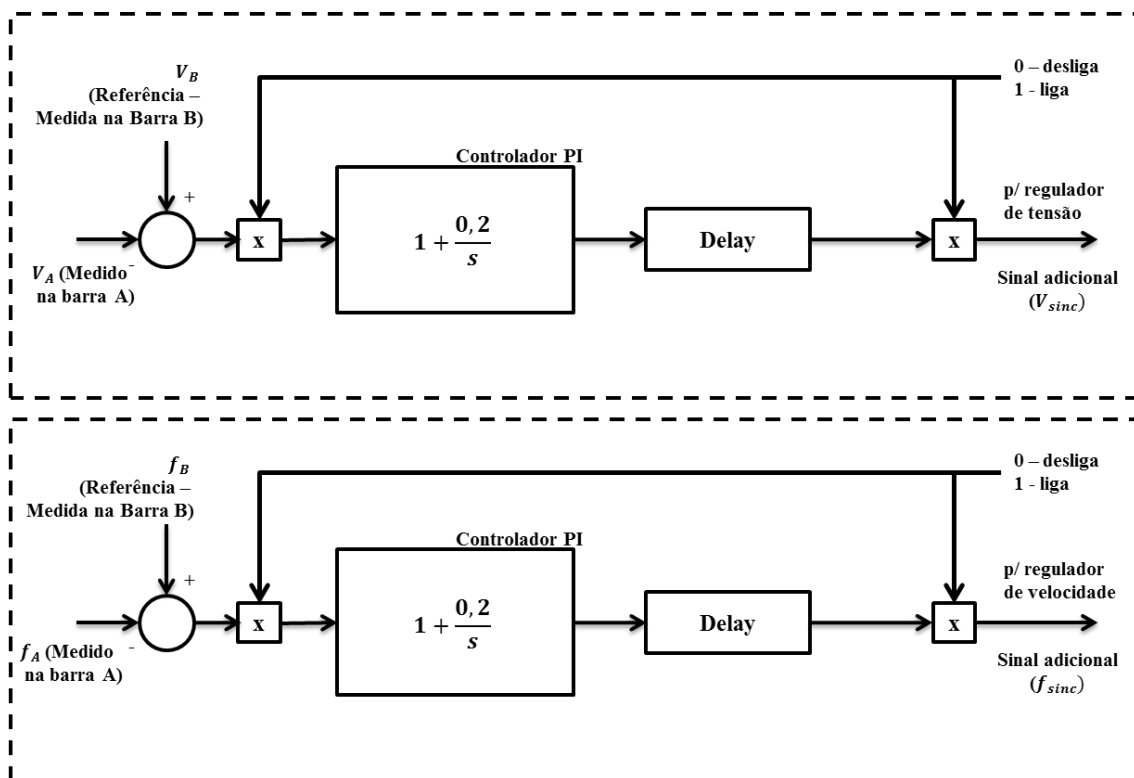 V_B
(Referência –
Medida na Barra B)
+
0 – desliga
1 - liga
Controlador PI
1 + 0,2/s
x
Delay
x
p/ regulador
de tensão
V_A (Medido -
na barra A)
Sinal adicional
(V_sinc)
f_B
(Referência –
Medida na Barra B)
+
0 – desliga
1 - liga
Controlador PI
1 + 0,2/s
x
Delay
x
p/ regulador
de velocidade
f_A (Medido -
na barra A)
Sinal adicional
(f_sinc)